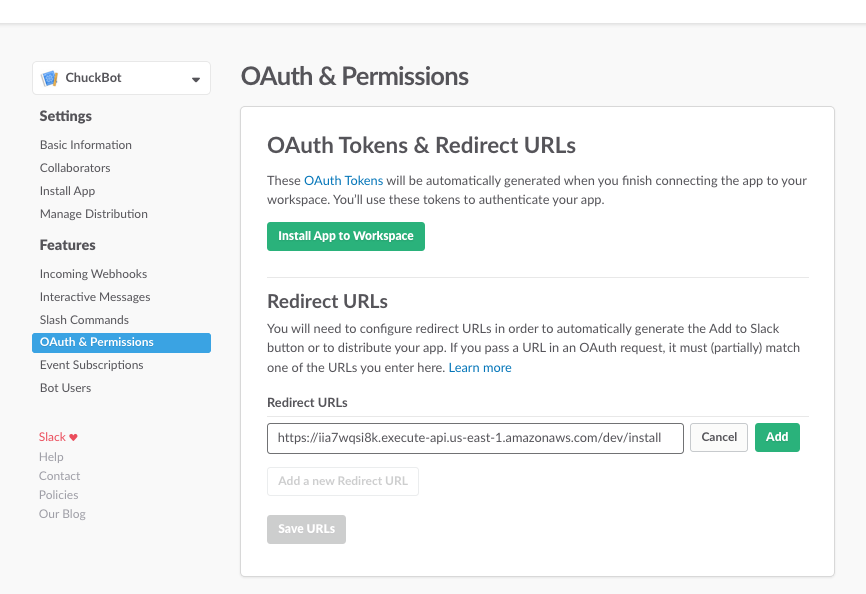 ChuckBot
Settings
Basic Information
Collaborators
Install App
Manage Distribution
Features
Incoming Webhooks
Interactive Messages
Slash Commands
OAuth & Permissions
Event Subscriptions
Bot Users
Slack ♥
Help
Contact
Policies
Our Blog
OAuth & Permissions
OAuth Tokens & Redirect URLs
These OAuth Tokens will be automatically generated when you finish connecting the app to your
workspace. You’ll use these tokens to authenticate your app.
Install App to Workspace
Redirect URLs
You will need to configure redirect URLs in order to automatically generate the Add to Slack
button or to distribute your app. If you pass a URL in an OAuth request, it must (partially) match
one of the URLs you enter here. Learn more
Redirect URLs
https://iia7wqsi8k.execute-api.us-east-1.amazonaws.com/dev/install Cancel Add
Add a new Redirect URL
Save URLs